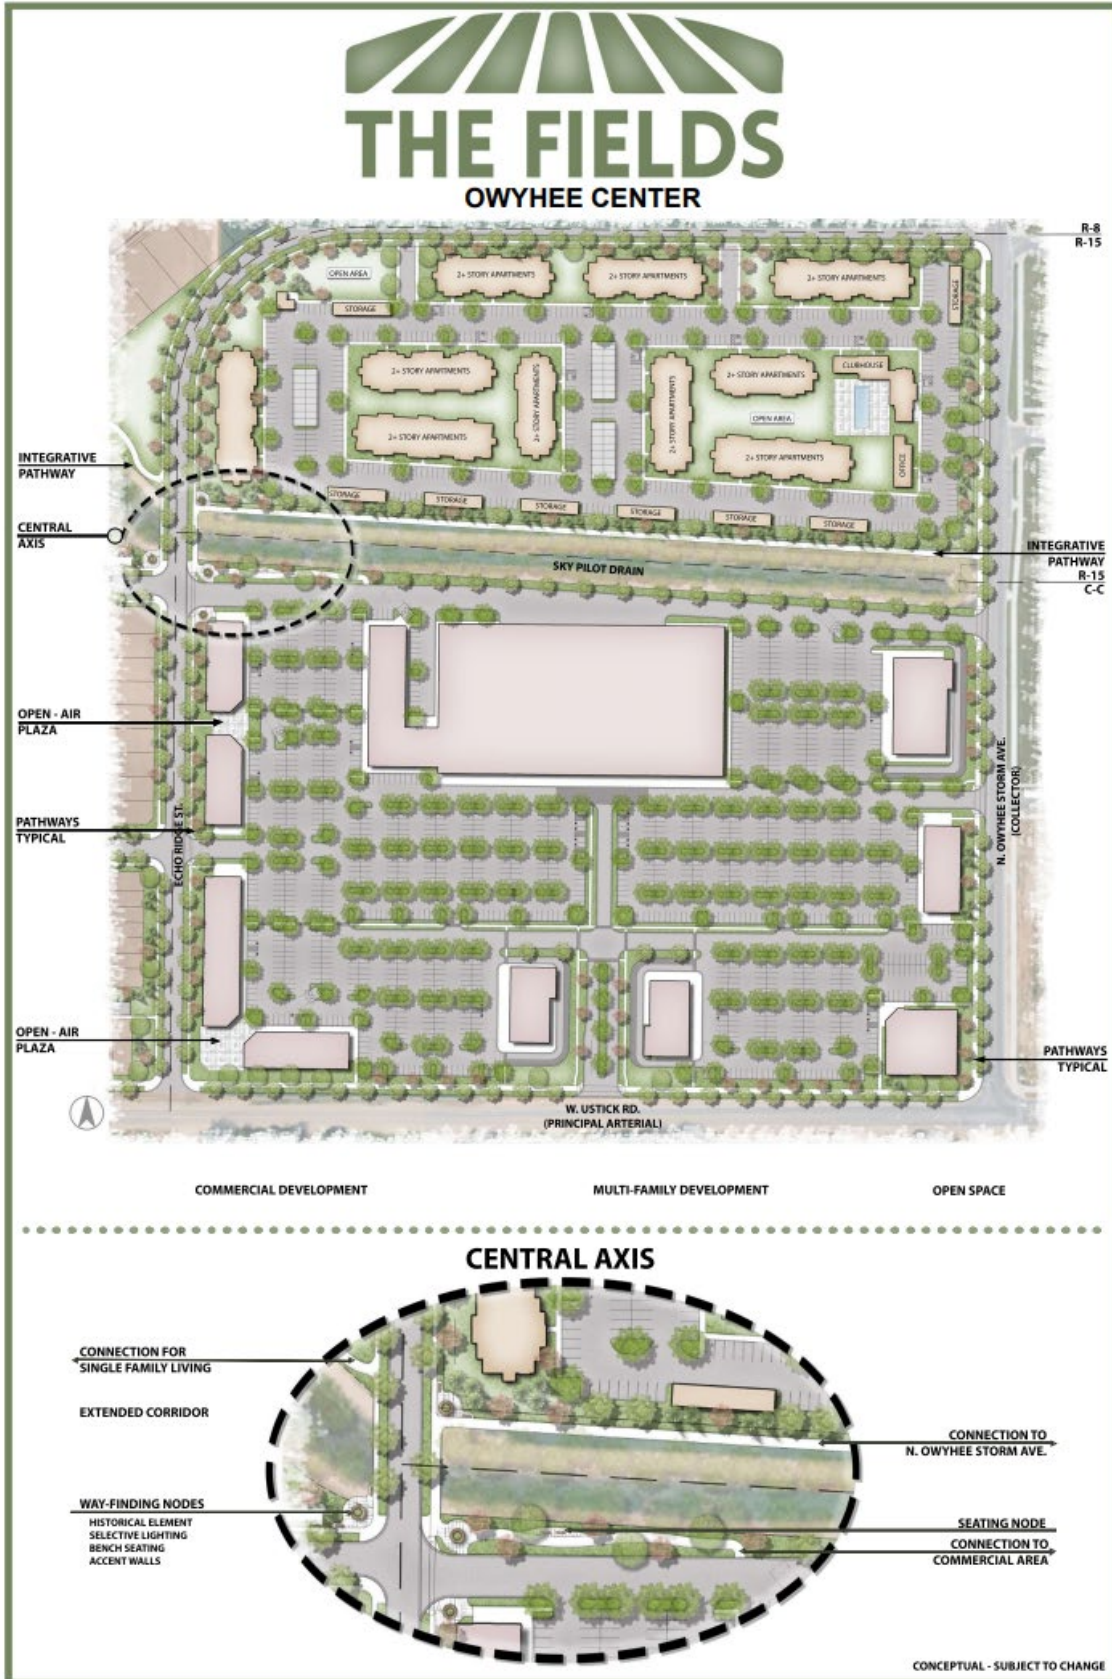 THE FIELDS
OWYHEE CENTER
R-8
R-15
OPEN AREA
2+ STORY APARTMENTS
2+ STORY APARTMENTS
2+ STORY APARTMENTS
STORAGE
STORAGE
2+ STORY APARTMENTS
2+ STORY APARTMENTS
2+ STORY APARTMENTS
2+ STORY APARTMENTS
2+ STORY APARTMENTS
CLUBHOUSE
OPEN AREA
2+ STORY APARTMENTS
OFFICE
INTEGRATIVE
PATHWAY
STORAGE
STORAGE
STORAGE
STORAGE
STORAGE
STORAGE
CENTRAL
AXIS
SKY PILOT DRAIN
INTEGRATIVE
PATHWAY
R-15
C-C
OPEN - AIR
PLAZA
N. OWYHEE STORM AVE.
(COLLECTOR)
PATHWAYS
TYPICAL
ECHO RIDGE ST.
OPEN - AIR
PLAZA
PATHWAYS
TYPICAL
W. USTICK RD.
(PRINCIPAL ARTERIAL)
COMMERCIAL DEVELOPMENT
MULTI-FAMILY DEVELOPMENT
OPEN SPACE
CENTRAL AXIS
CONNECTION FOR
SINGLE FAMILY LIVING
EXTENDED CORRIDOR
CONNECTION TO
N. OWYHEE STORM AVE.
WAY-FINDING NODES
HISTORICAL ELEMENT
SELECTIVE LIGHTING
BENCH SEATING
ACCENT WALLS
SEATING NODE
CONNECTION TO
COMMERCIAL AREA
CONCEPTUAL - SUBJECT TO CHANGE